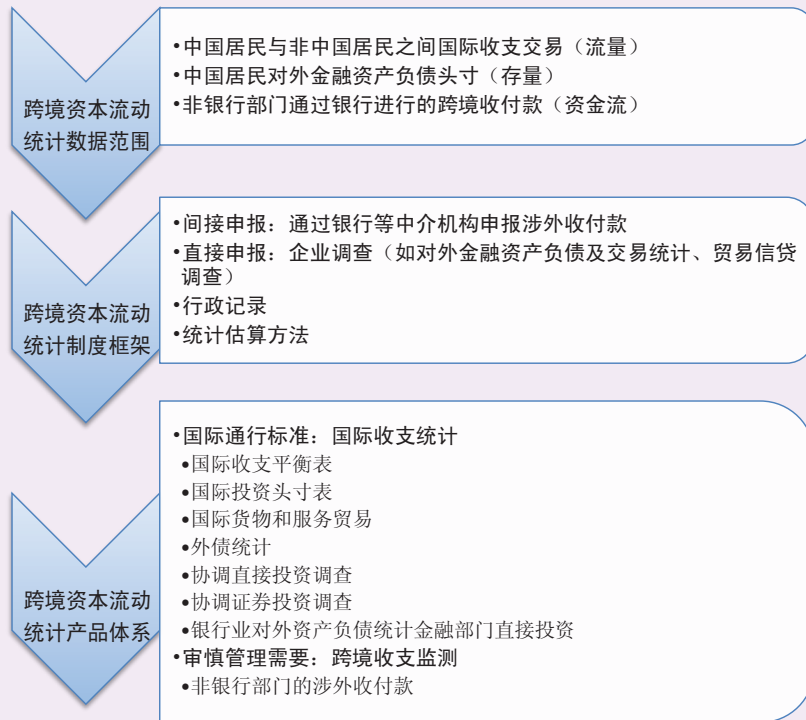 跨境资本流动
统计数据范围
•中国居民与非中国居民之间国际收支交易（流量）
•中国居民对外金融资产负债头寸（存量）
•非银行部门通过银行进行的跨境收付款（资金流）
跨境资本流动
统计制度框架
•间接申报：通过银行等中介机构申报涉外收付款
•直接申报：企业调查（如对外金融资产负债及交易统计、贸易信贷
调查）
•行政记录
•统计估算方法
跨境资本流动
统计产品体系
•国际通行标准：国际收支统计
•国际收支平衡表
•国际投资头寸表
•国际货物和服务贸易
•外债统计
•协调直接投资调查
•协调证券投资调查
•银行业对外资产负债统计金融部门直接投资
•审慎管理需要：跨境收支监测
•非银行部门的涉外收付款